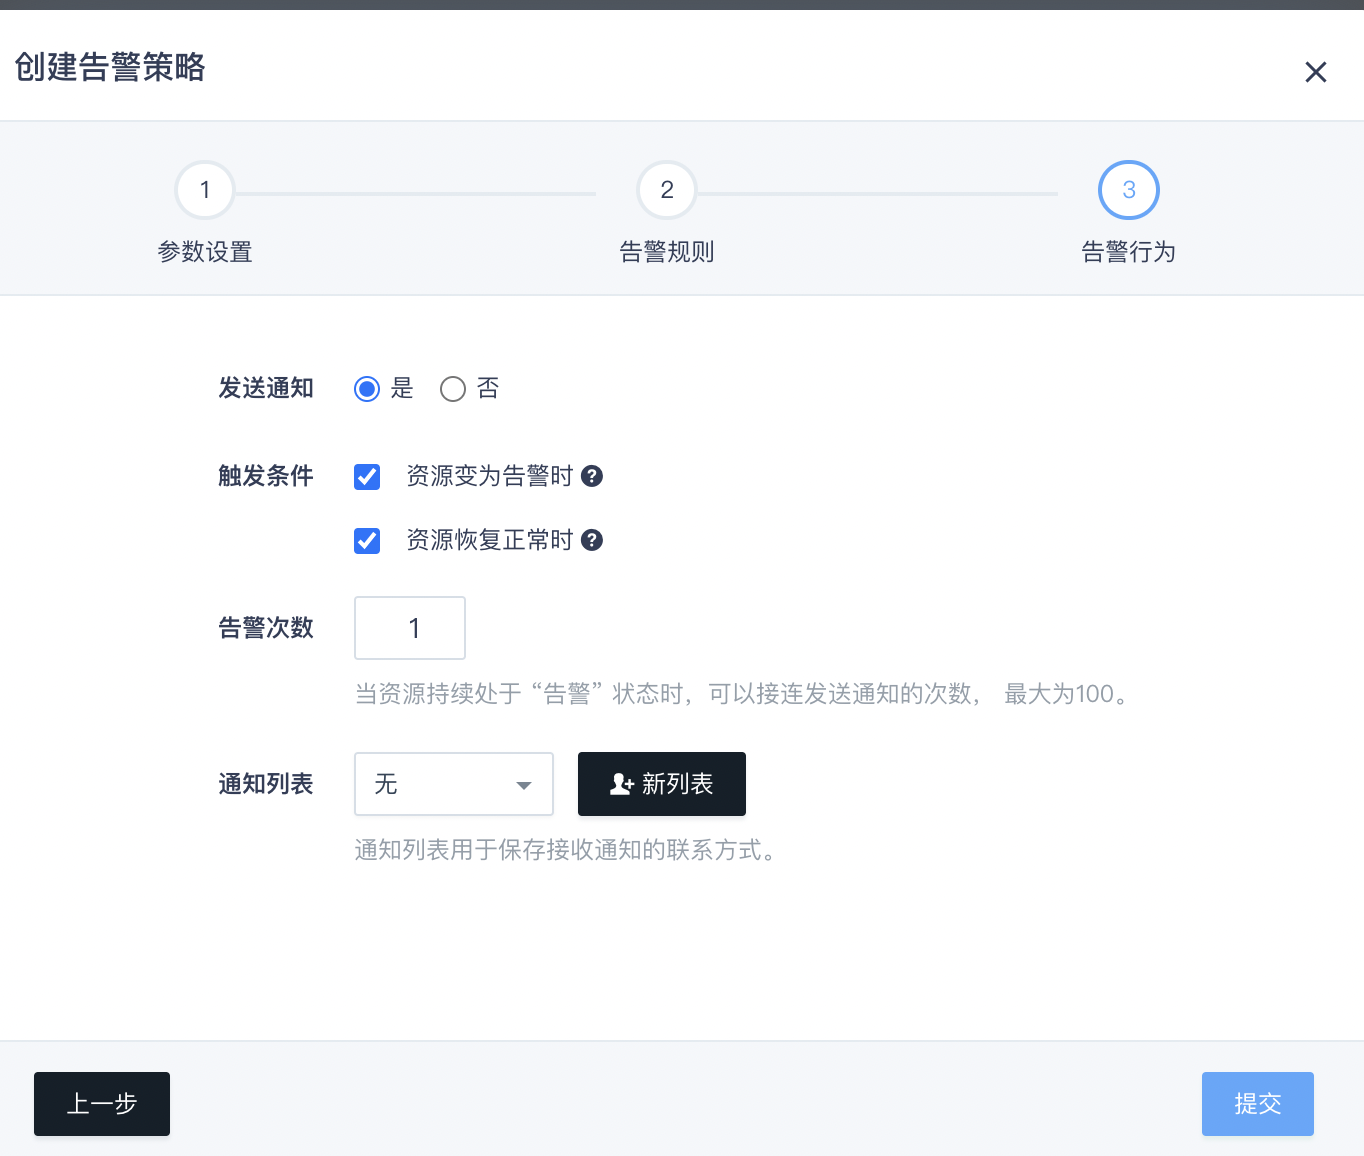 创建告警策略
1
2
3
参数设置
告警规则
告警行为
发送通知 是 否
触发条件 资源变为告警时 ?
资源恢复正常时 ?
告警次数 1
当资源持续处于 “告警” 状态时，可以接连发送通知的次数， 最大为100。
通知列表 无 新列表
通知列表用于保存接收通知的联系方式。
上一步 提交